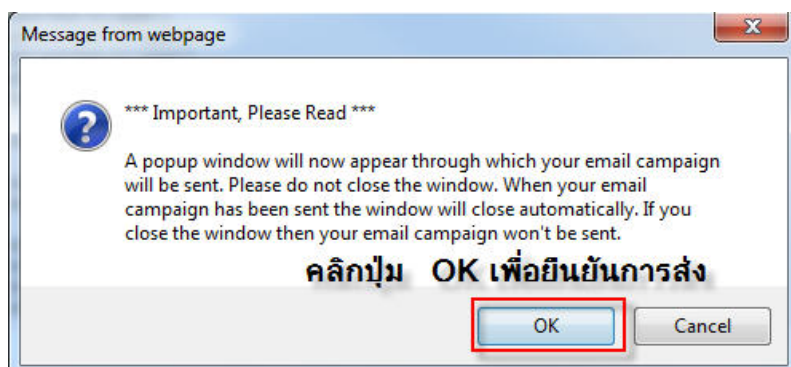 Message from webpage
*** Important, Please Read ***
A popup window will now appear through which your email campaign
will be sent. Please do not close the window. When your email
campaign has been sent the window will close automatically. If you
close the window then your email campaign won't be sent.
คลิกปุ่ม OK เพื่อยืนยันการส่ง
OK Cancel